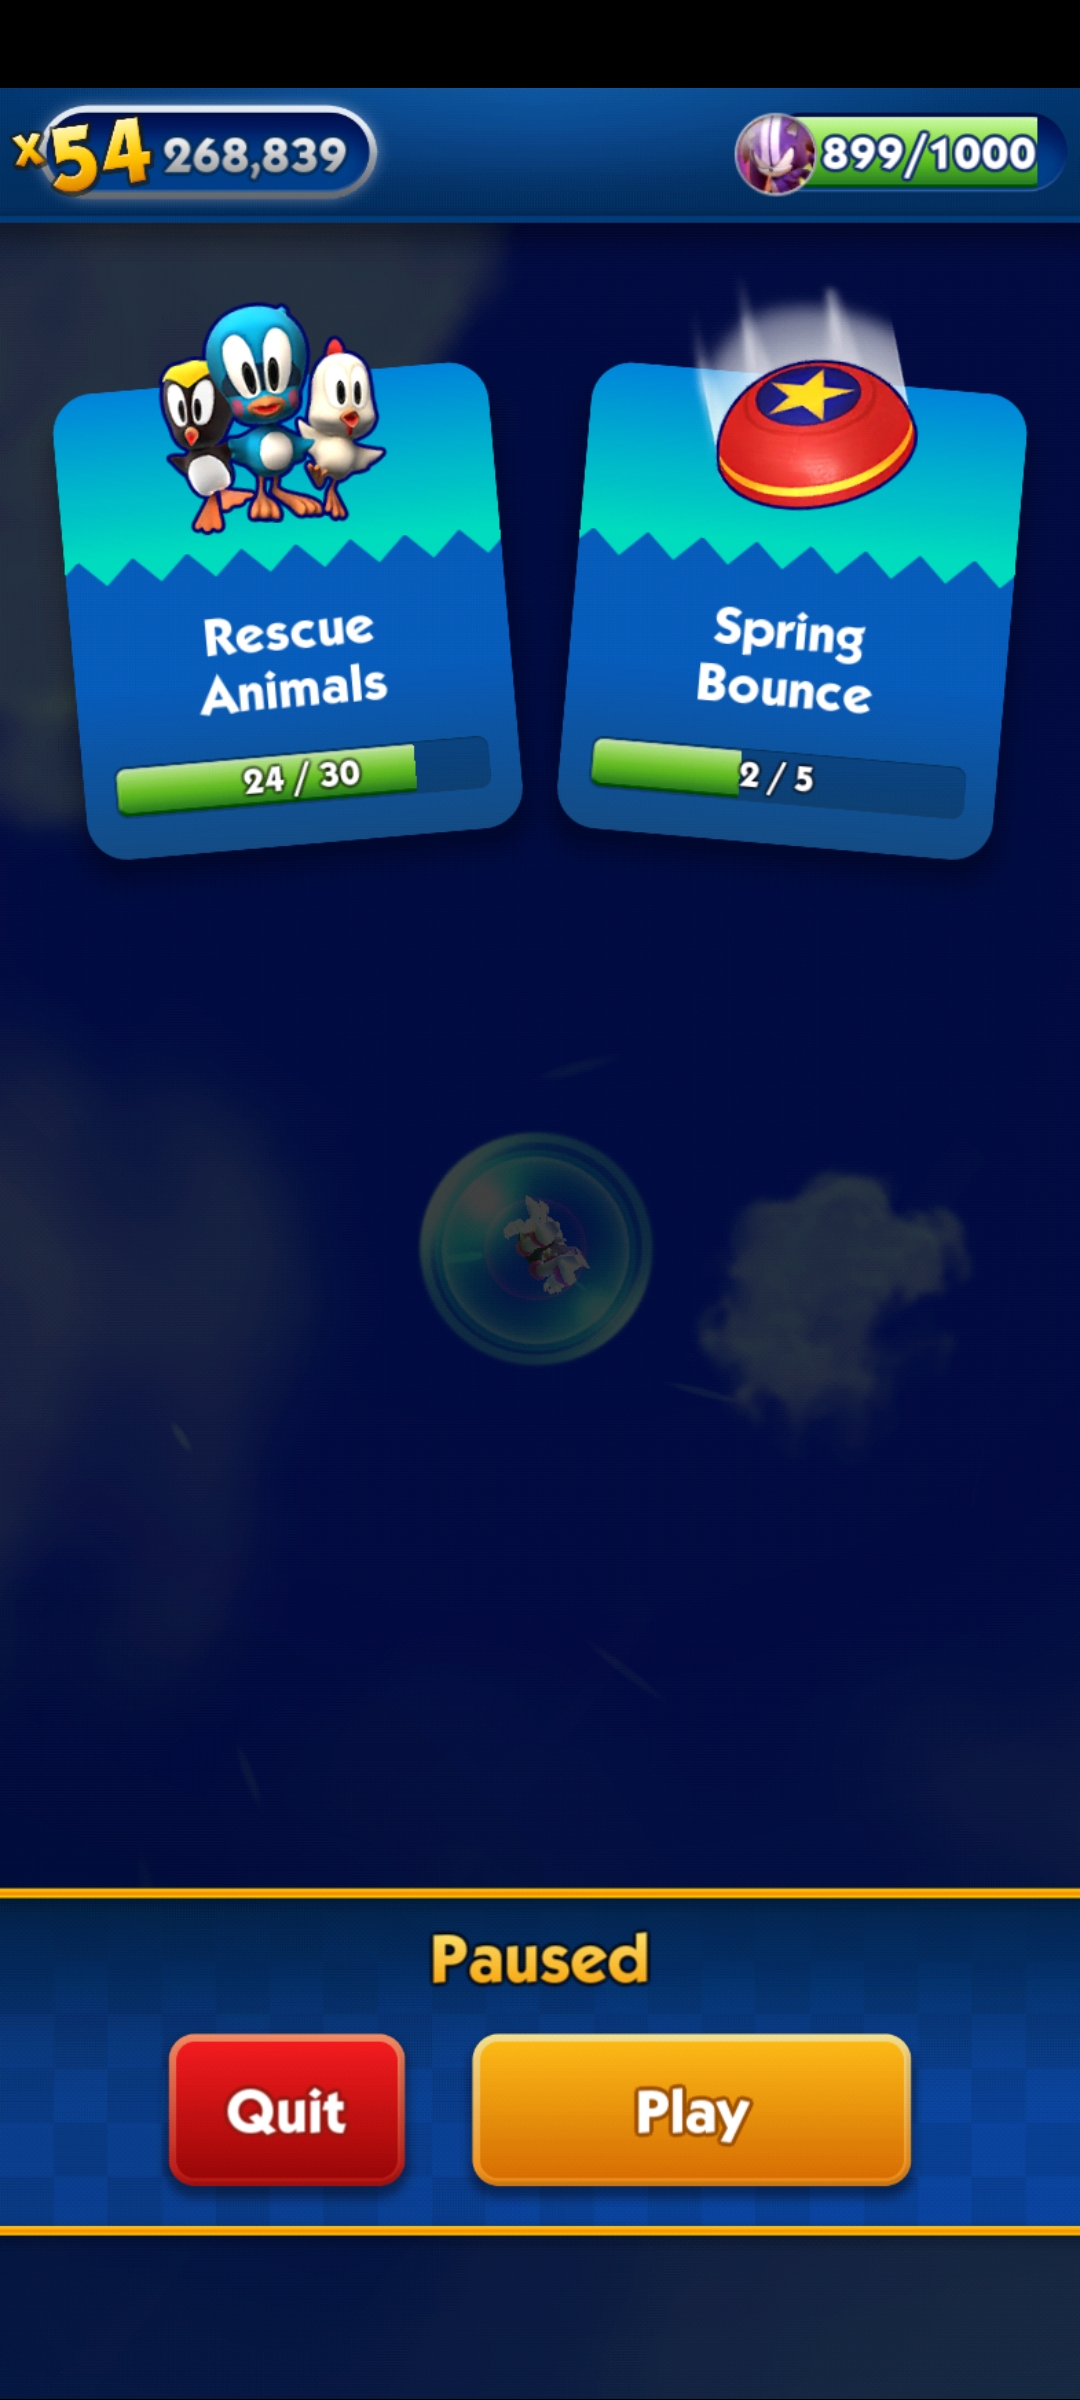 x54 268,839
899/1000
Rescue
Animals
24 / 30
Spring
Bounce
2 / 5
Paused
Quit
Play